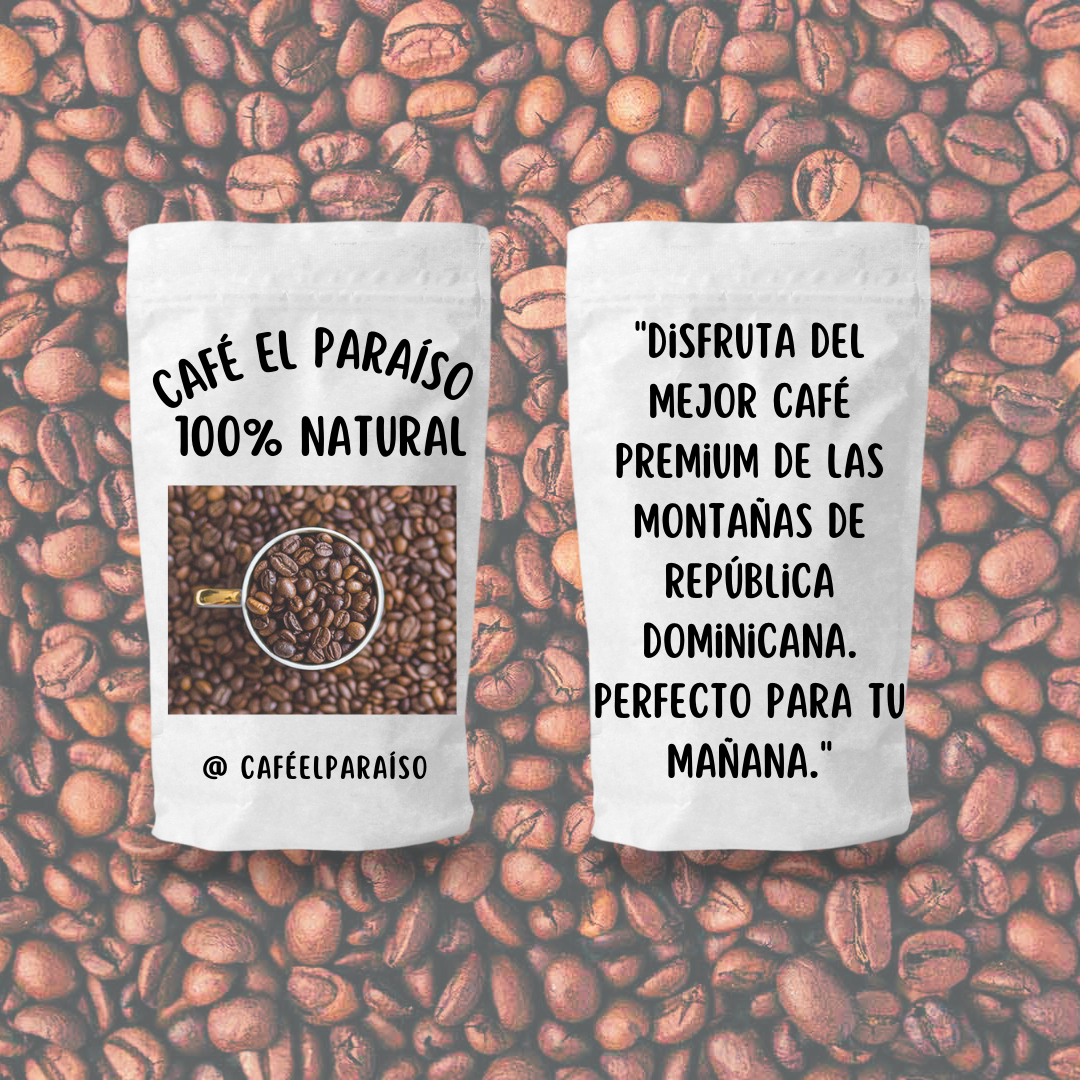 CAFÉ EL PARAÍSO
100% NATURAL
@ CAFÉELPARAÍSO
"DISFRUTA DEL
MEJOR CAFÉ
PREMIUM DE LAS
MONTAÑAS DE
REPÚBLICA
DOMINICANA.
PERFECTO PARA TU
MAÑANA."